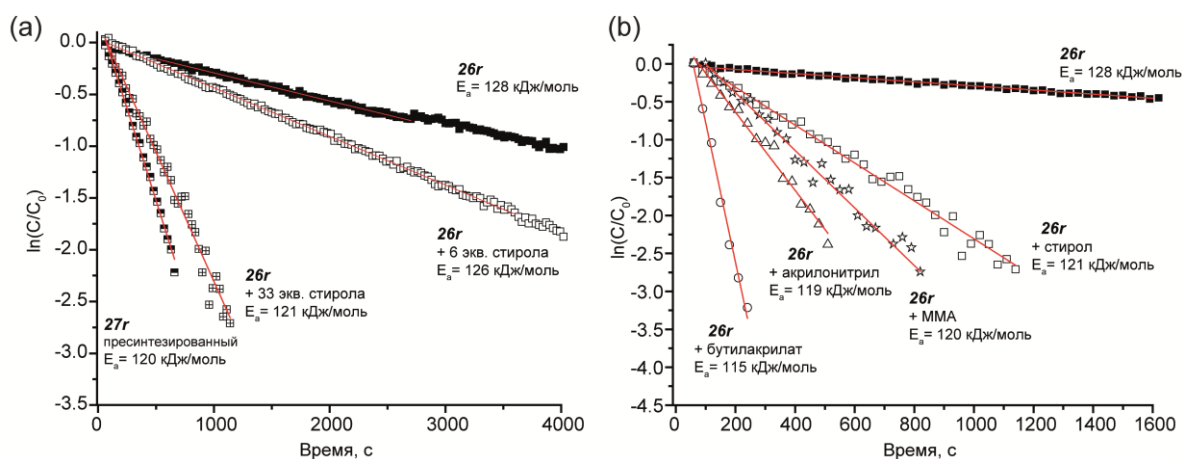 (a)
0.0
-0.5
-1.0
-1.5
-2.0
-2.5
-3.0
-3.5
ln(C/C0)
0 1000 2000 3000 4000
Время, с
26r
Ea= 128 кДж/моль
26r
+ 6 экв. стирола
Ea= 126 кДж/моль
26r
+ 33 экв. стирола
Ea= 121 кДж/моль
27r
пресинтезированный
Ea= 120 кДж/моль
(b)
0.0
-0.5
-1.0
-1.5
-2.0
-2.5
-3.0
-3.5
-4.0
-4.5
ln(C/C0)
0 200 400 600 800 1000 1200 1400 1600
Время, с
26r
Ea= 128 кДж/моль
26r
+ стирол
Ea= 121 кДж/моль
26r
+ акрилонитрил
Ea= 119 кДж/моль
26r
+ MMA
Ea= 120 кДж/моль
26r
+ бутилакрилат
Ea= 115 кДж/моль